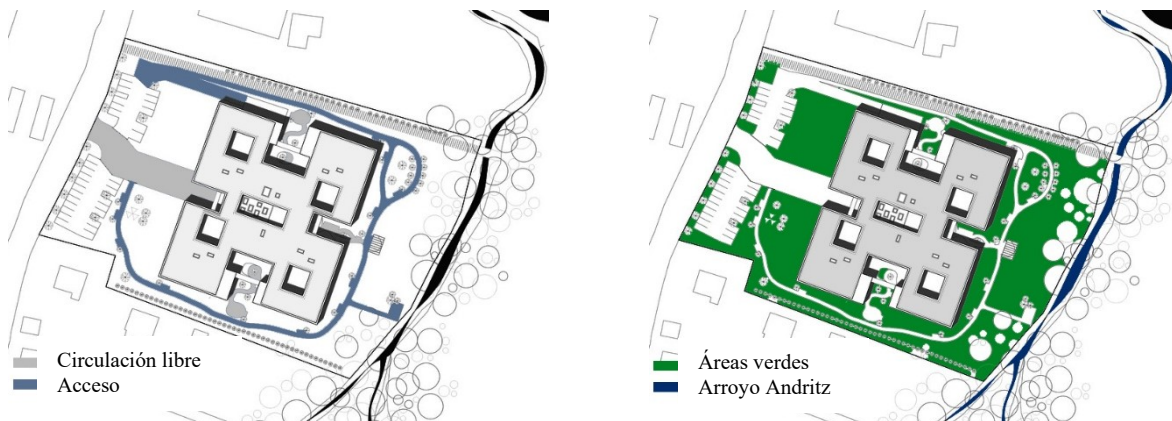 Circulación libre
Acceso
Áreas verdes
Arroyo Andritz